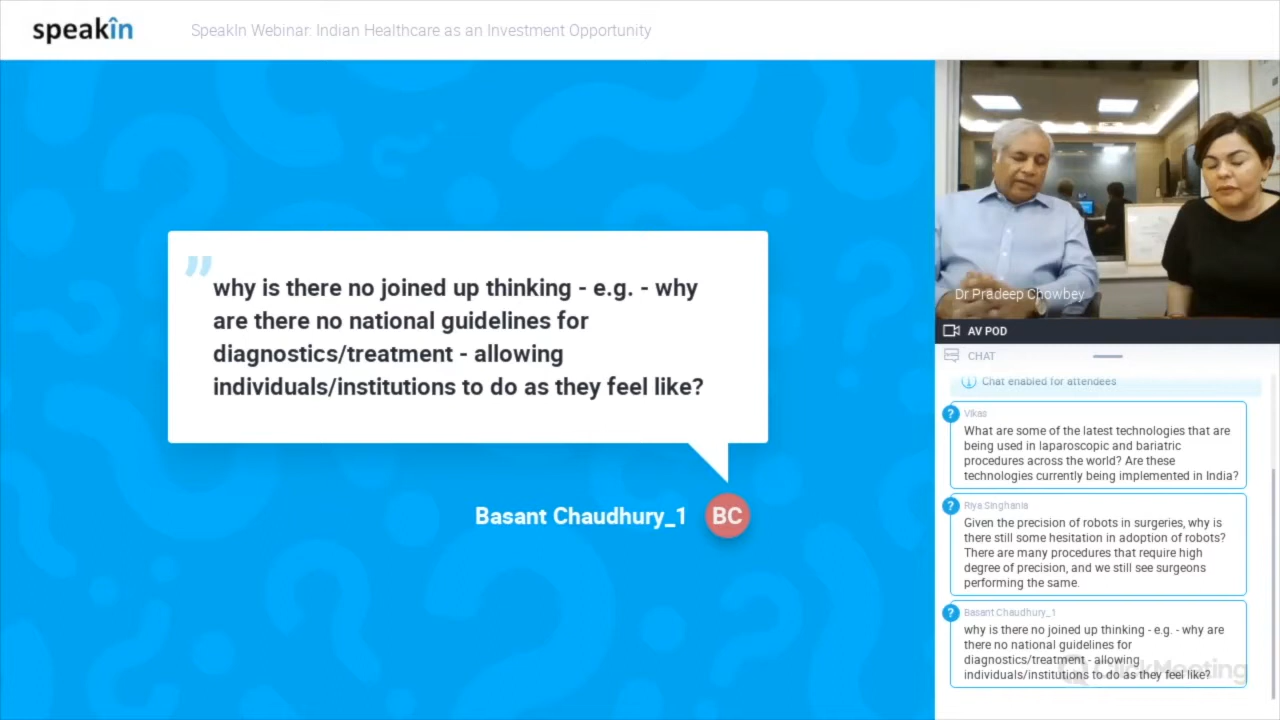 speakîn
SpeakIn Webinar: Indian Healthcare as an Investment Opportunity
"
why is there no joined up thinking - e.g. - why
are there no national guidelines for
diagnostics/treatment - allowing
individuals/institutions to do as they feel like?
Basant Chaudhury_1
BC
Dr Pradeep Chowbey
AV POD
CHAT
Chat enabled for attendees
? Vikas
What are some of the latest technologies that are
being used in laparoscopic and bariatric
procedures across the world? Are these
technologies currently being implemented in India?
? Riya Singhania
Given the precision of robots in surgeries, why is
there still some hesitation in adoption of robots?
There are many procedures that require high
degree of precision, and we still see surgeons
performing the same.
? Basant Chaudhury_1
why is there no joined up thinking - e.g. - why are
there no national guidelines for
diagnostics/treatment - allowing
individuals/institutions to do as they feel like?
ClickMeeting